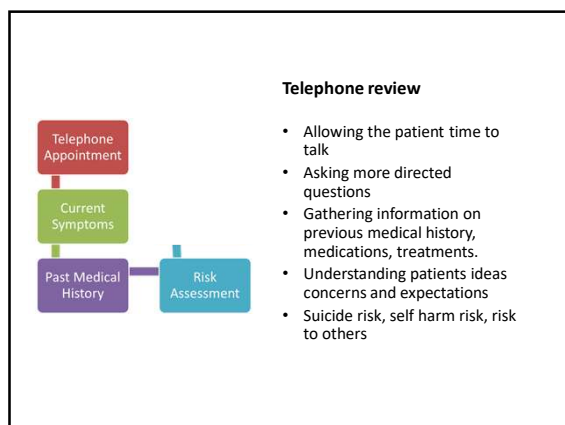 Telephone review
Telephone
Appointment
Current
Symptoms
Past Medical
History
Risk
Assessment
• Allowing the patient time to
talk
• Asking more directed
questions
• Gathering information on
previous medical history,
medications, treatments.
• Understanding patients ideas
concerns and expectations
• Suicide risk, self harm risk, risk
to others